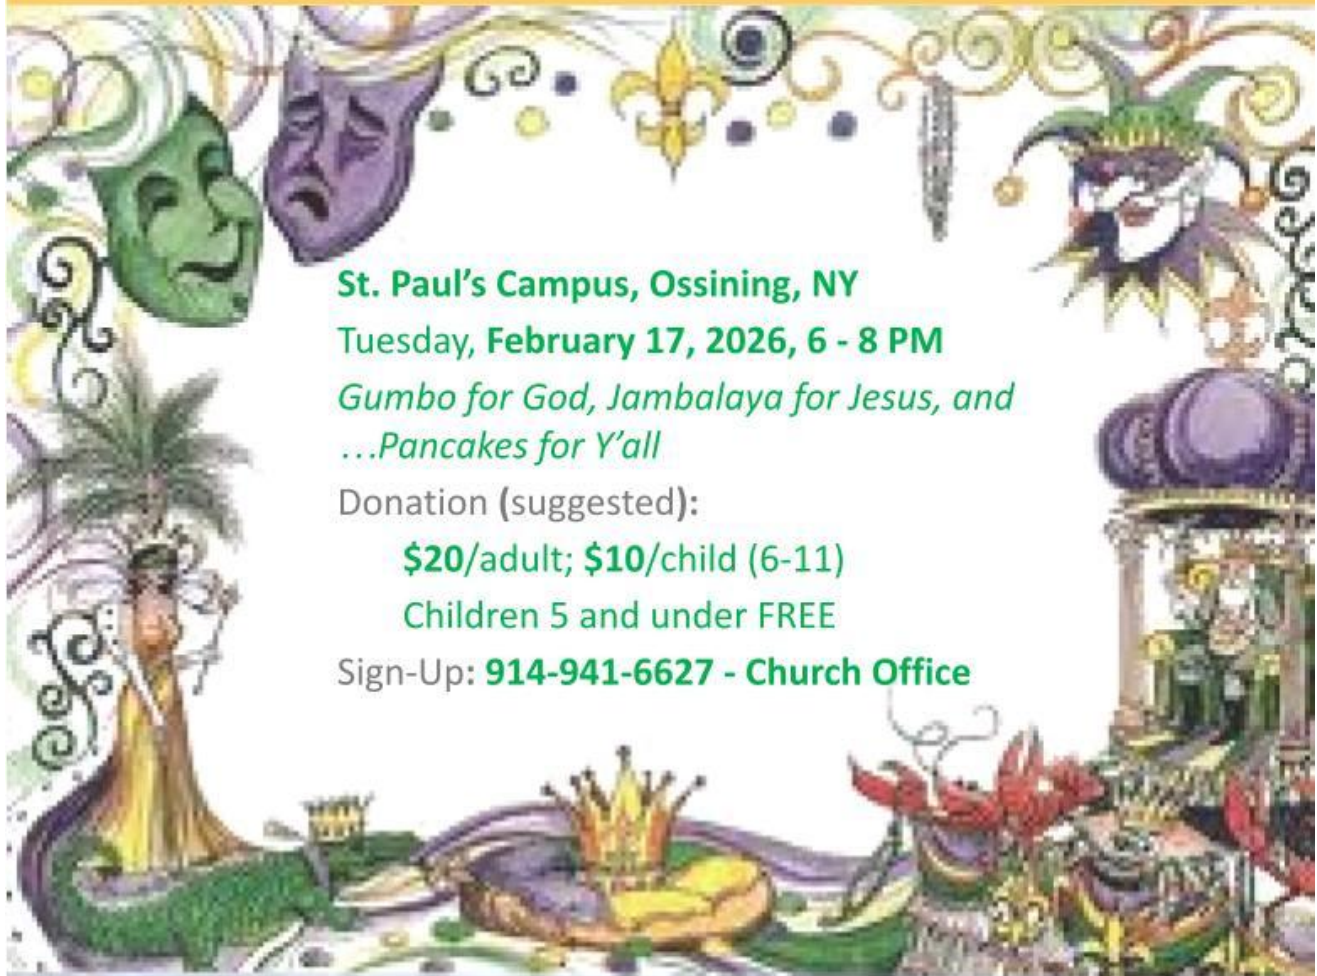 St. Paul’s Campus, Ossining, NY
Tuesday, February 17, 2026, 6 - 8 PM
Gumbo for God, Jambalaya for Jesus, and
…Pancakes for Y’all
Donation (suggested):
$20/adult; $10/child (6-11)
Children 5 and under FREE
Sign-Up: 914-941-6627 - Church Office